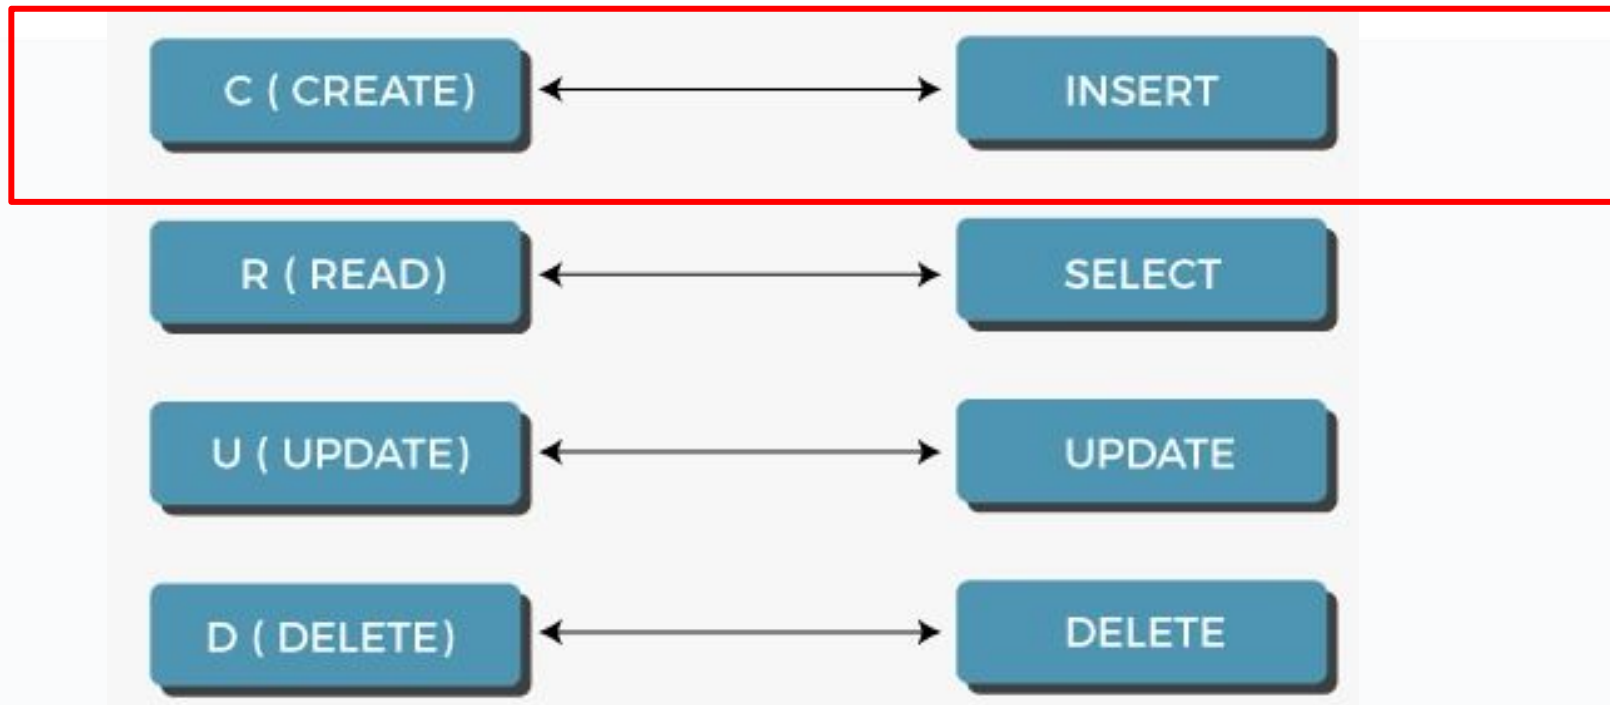 C ( CREATE)
INSERT
R ( READ)
SELECT
U ( UPDATE)
UPDATE
D ( DELETE)
DELETE